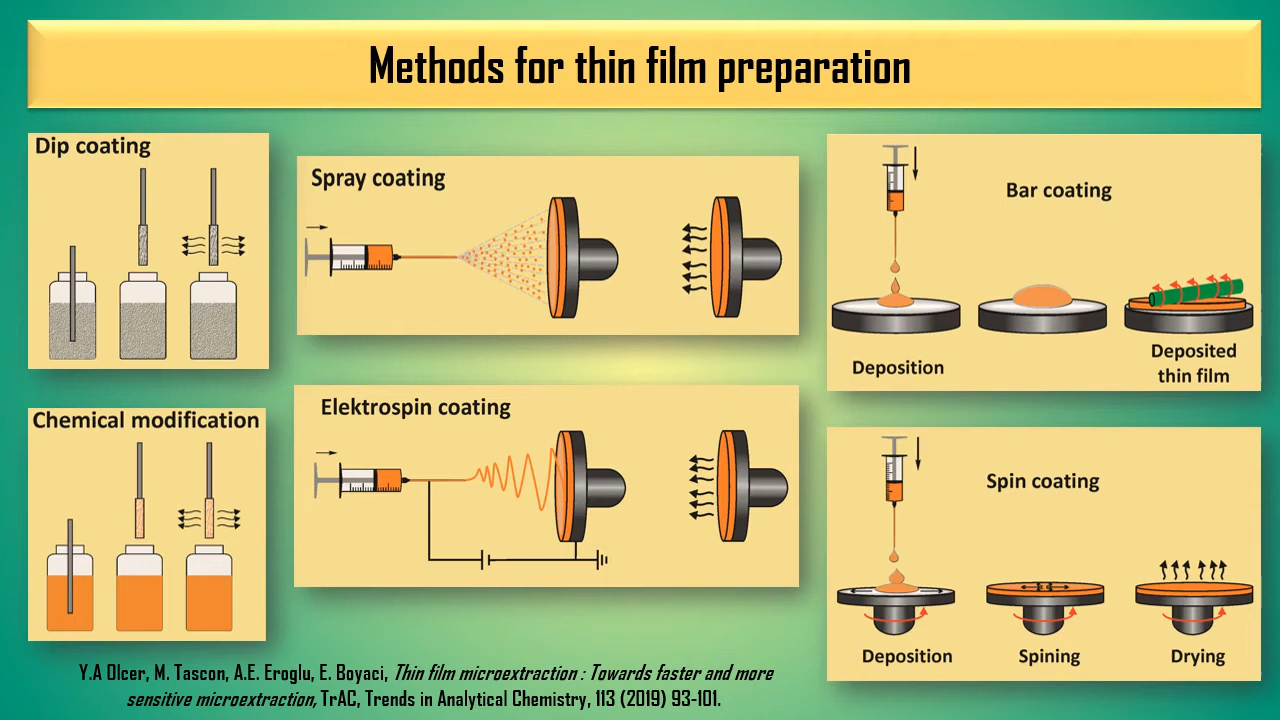 Methods for thin film preparation
Dip coating
Spray coating
Bar coating
Deposition
Deposited
thin film
Chemical modification
Elektrospin coating
Spin coating
Deposition
Spining
Drying
Y.A Olcer, M. Tascon, A.E. Eroglu, E. Boyaci, Thin film microextraction : Towards faster and more
sensitive microextraction, TrAC, Trends in Analytical Chemistry, 113 (2019) 93-101.